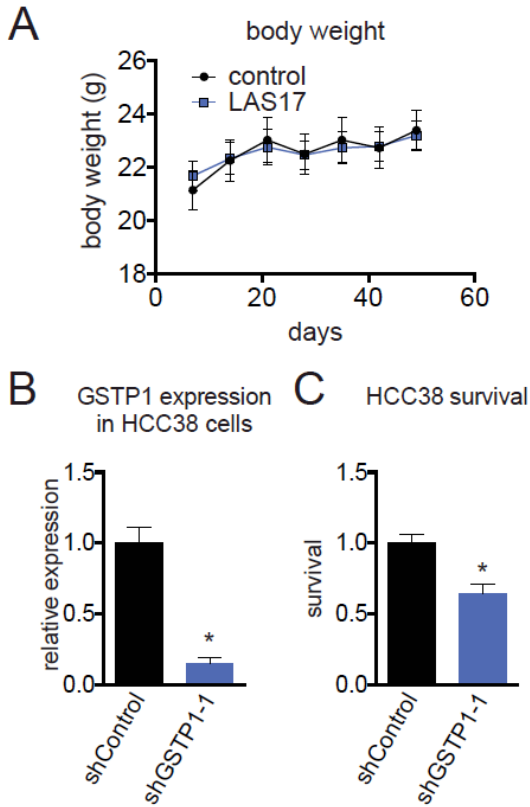 A
body weight
26
24
22
20
18
body weight (g)
control
LAS17
0
20
40
60
days
B
GSTP1 expression
in HCC38 cells
1.5
1.0
0.5
0.0
relative expression
*
shControl
shGSTP1-1
C
HCC38 survival
1.5
1.0
0.5
0.0
survival
*
shControl
shGSTP1-1